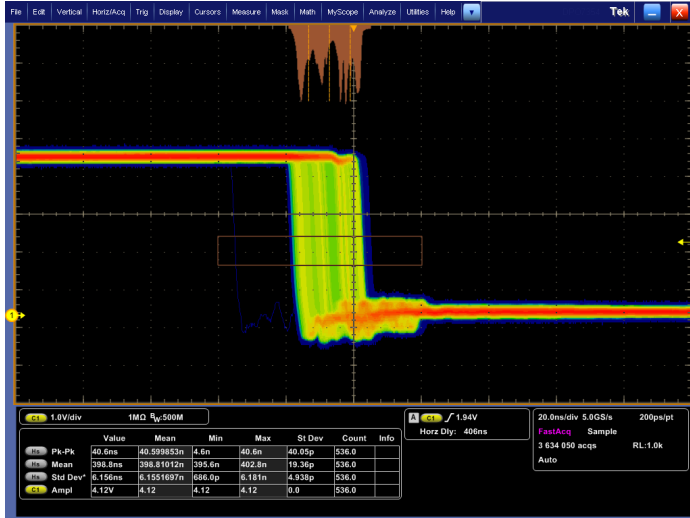 File Edit Vertical Horiz/Acq Trig Display Cursors Measure Mask Math MyScope Analyze Utilities Help Tek X
1
C1 1.0V/div 1MΩ BW:500M
A C1 1.94V
Horz Dly: 406ns
20.0ns/div 5.0GS/s 200ps/pt
FastAcq Sample
3 634 050 acqs RL:1.0k
Auto
Value Mean Min Max St Dev Count Info
Hs Pk-Pk 40.6ns 40.599853n 4.6n 40.6n 40.05p 536.0
Hs Mean 398.8ns 398.81012n 395.6n 402.8n 19.36p 536.0
Hs Std Dev* 6.156ns 6.1551697n 686.0p 6.181n 4.938p 536.0
C1 Ampl 4.12V 4.12 4.12 4.12 0.0 536.0